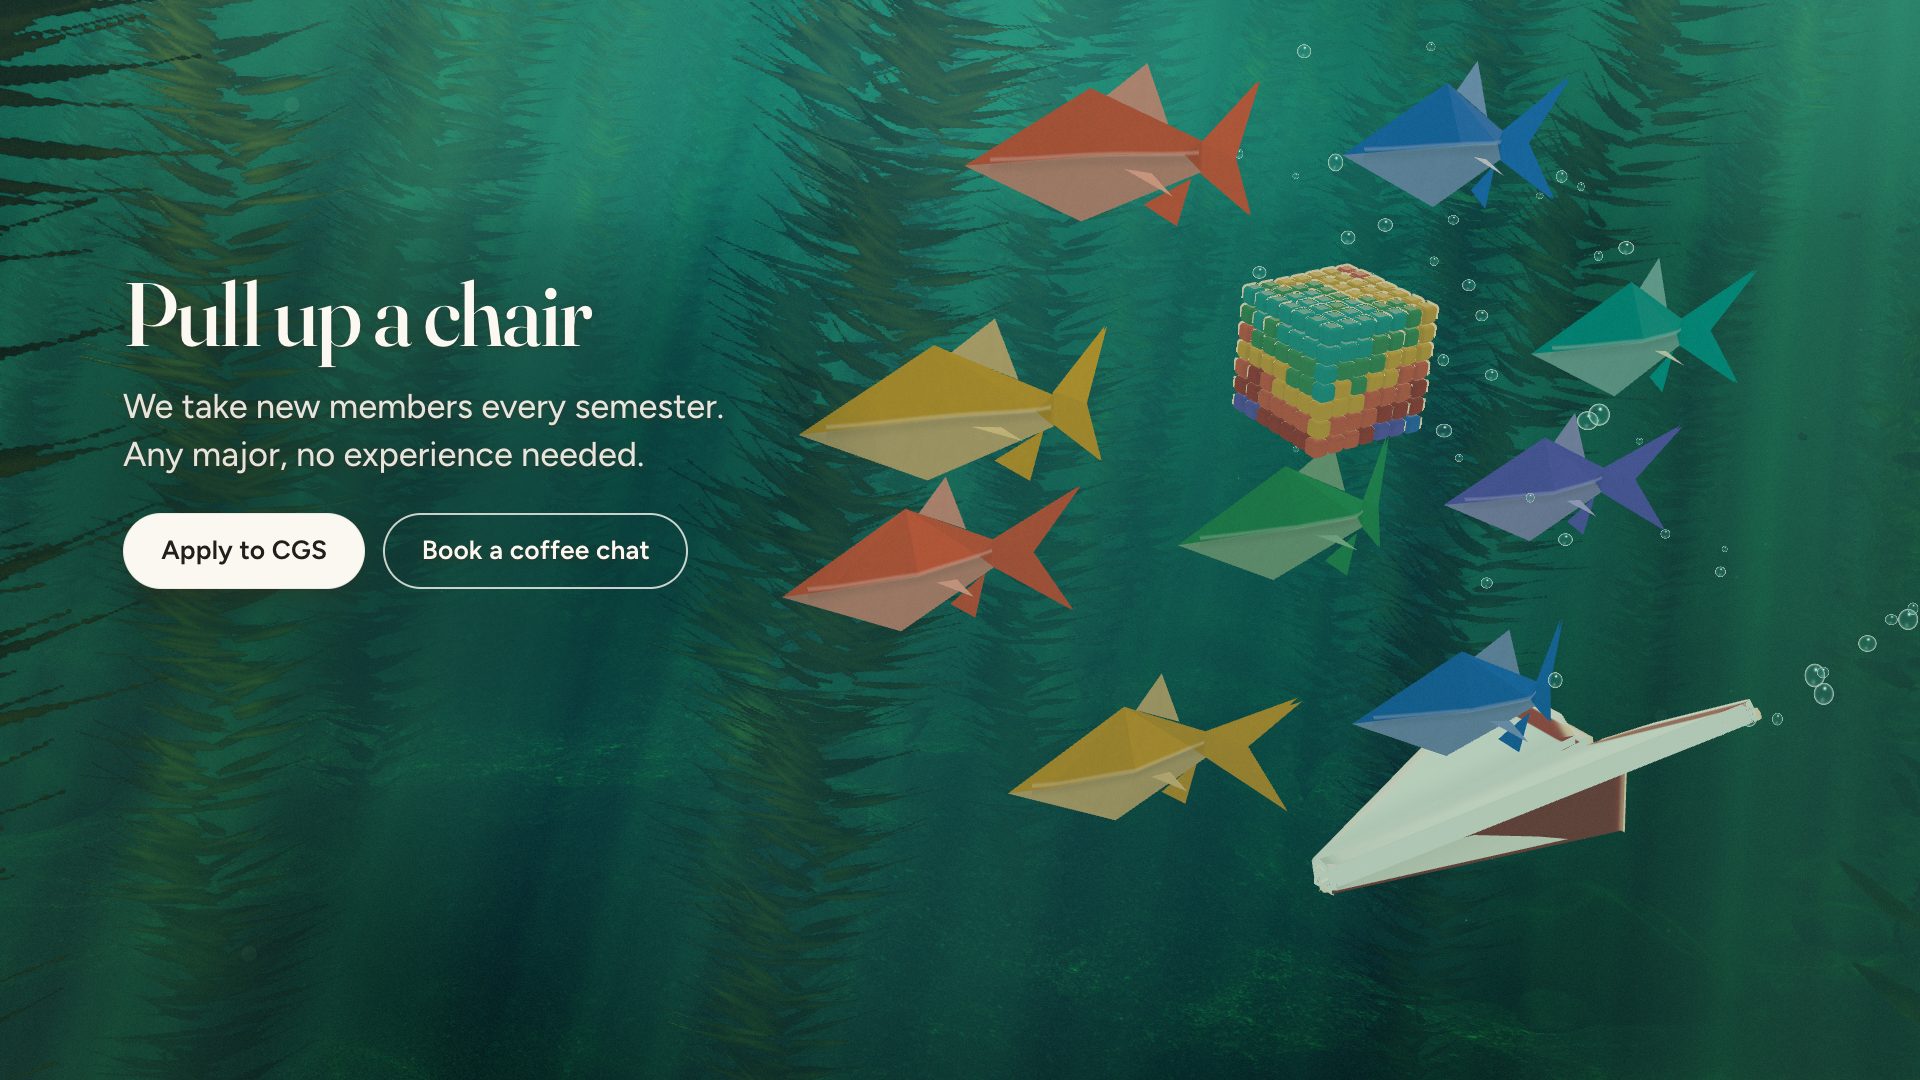 Pull up a chair
We take new members every semester.
Any major, no experience needed.
Apply to CGS
Book a coffee chat